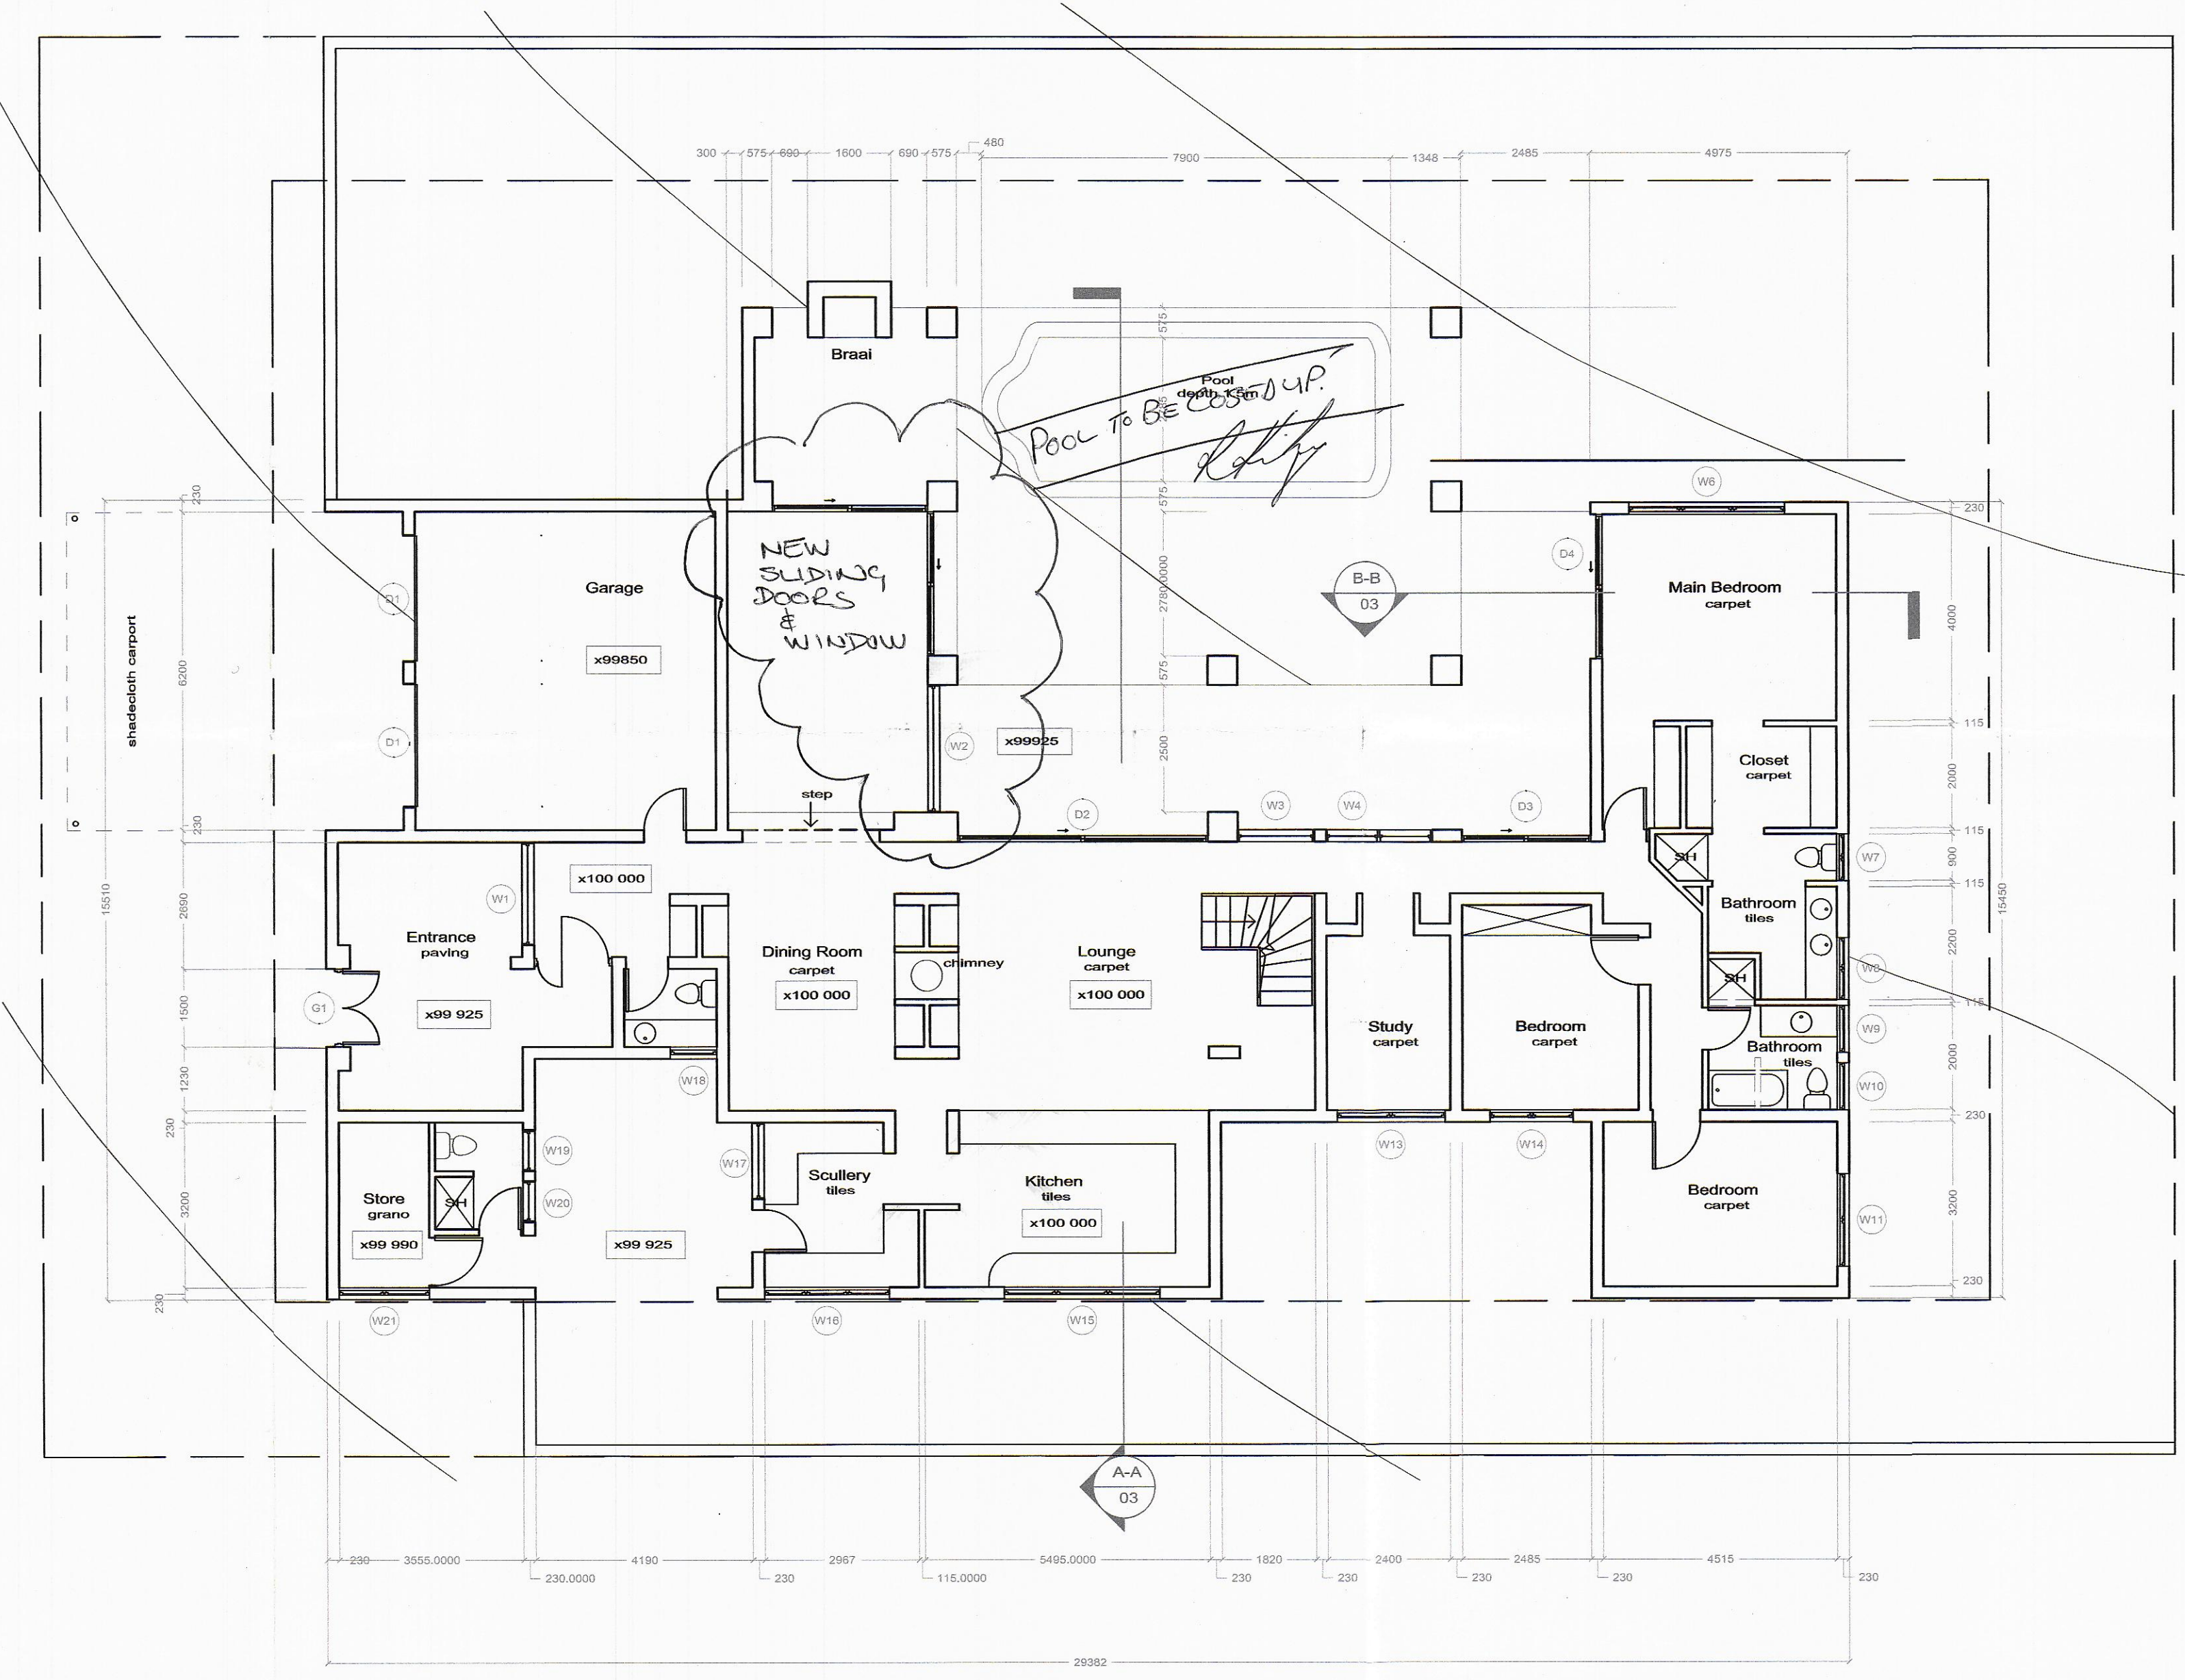 480
300
575
690
1600
690
575
7900
1348
2485
4975
575
Braai
Pool
depth 1.5m
POOL TO BE COSED UP.
W6
230
575
230
NEW
SLIDING
DOORS
&
WINDOW
D4
B-B
03
Main Bedroom
carpet
Garage
D1
x99850
shadecloth carport
6200
27800000
4000
575
115
D1
W2
x99925
2500
Closet
carpet
2000
step
D2
W3
W4
D3
230
115
SH
W7
900
115
x100 000
W1
15510
2690
15450
Bathroom
tiles
Entrance
paving
Dining Room
carpet
x100 000
chimney
Lounge
carpet
x100 000
2200
SH
W8
G1
1500
x99 925
115
Study
carpet
Bedroom
carpet
W9
Bathroom
tiles
2000
W18
1230
W10
230
230
W19
W17
W13
W14
Scullery
tiles
Kitchen
tiles
x100 000
Store
grano
SH
W20
3200
x99 990
x99 925
Bedroom
carpet
3200
W11
230
230
W21
W16
W15
A-A
03
230
3555.0000
4190
2967
5495.0000
1820
2400
2485
4515
230.0000
230
115.0000
230
230
230
230
230
29382